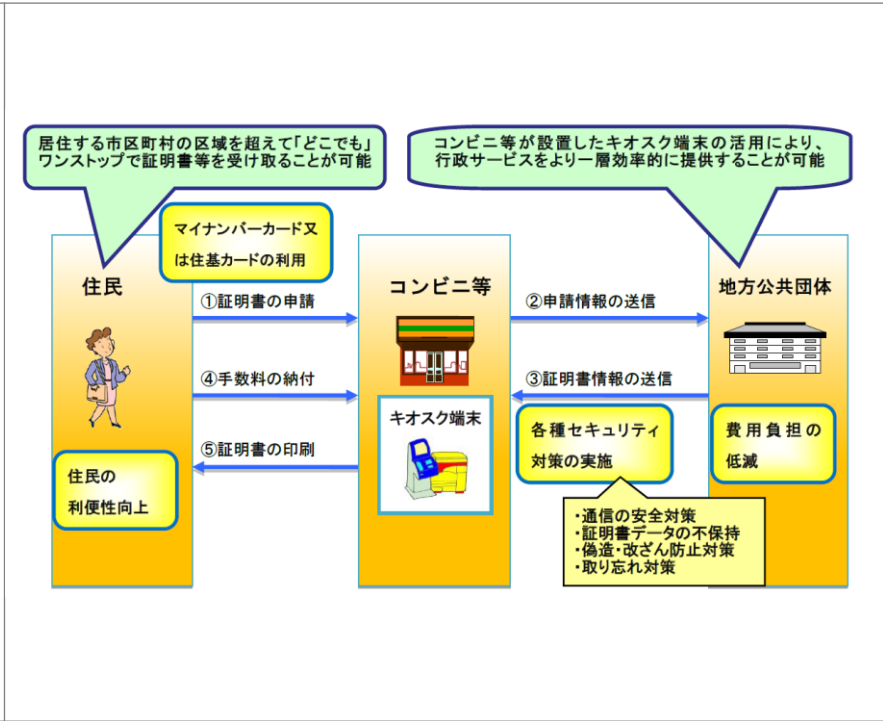 居住する市区町村の区域を超えて「どこでも」
ワンストップで証明書等を受け取ることが可能
コンビニ等が設置したキオスク端末の活用により、
行政サービスをより一層効率的に提供することが可能
マイナンバーカード又
は住基カードの利用
住民
コンビニ等
地方公共団体
①証明書の申請
②申請情報の送信
④手数料の納付
③証明書情報の送信
キオスク端末
⑤証明書の印刷
各種セキュリティ
対策の実施
費用負担の
低減
住民の
利便性向上
・通信の安全対策
・証明書データの不保持
・偽造・改ざん防止対策
・取り忘れ対策